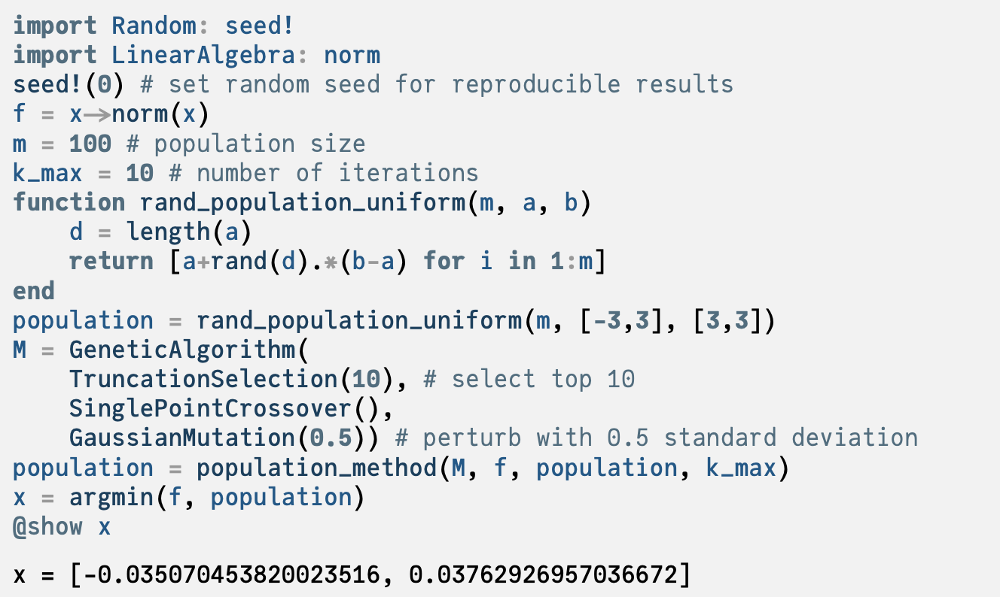 import Random: seed!
import LinearAlgebra: norm
seed!(0) # set random seed for reproducible results
f = x→norm(x)
m = 100 # population size
k_max = 10 # number of iterations
function rand_population_uniform(m, a, b)
    d = length(a)
    return [a+rand(d).*(b-a) for i in 1:m]
end
population = rand_population_uniform(m, [-3,3], [3,3])
M = GeneticAlgorithm(
    TruncationSelection(10), # select top 10
    SinglePointCrossover(),
    GaussianMutation(0.5)) # perturb with 0.5 standard deviation
population = population_method(M, f, population, k_max)
x = argmin(f, population)
@show x
x = [-0.035070453820023516, 0.03762926957036672]